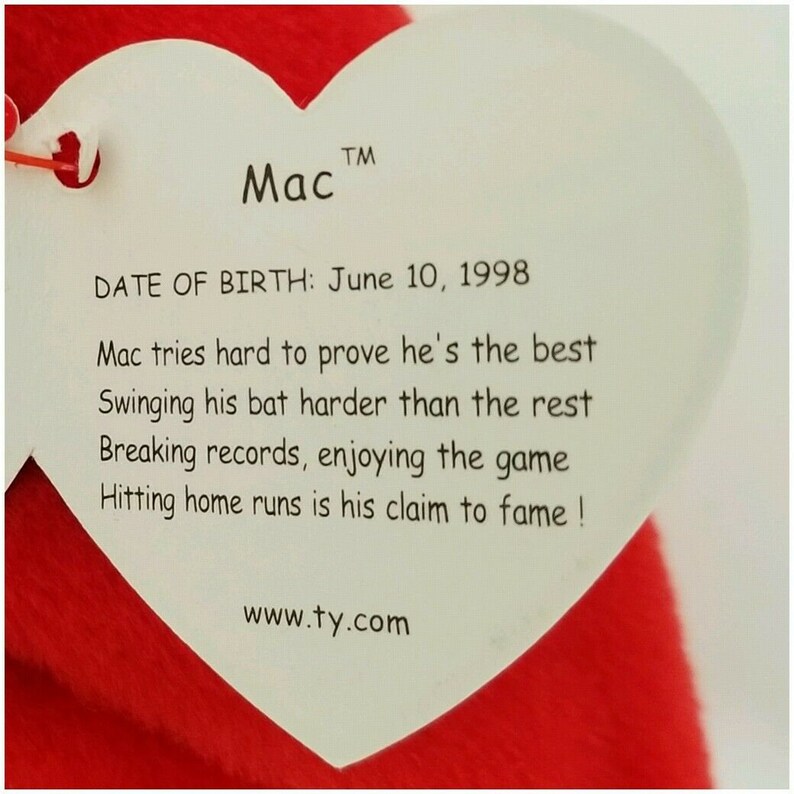 Mac™
DATE OF BIRTH: June 10, 1998
Mac tries hard to prove he's the best
Swinging his bat harder than the rest
Breaking records, enjoying the game
Hitting home runs is his claim to fame !
www.ty.com